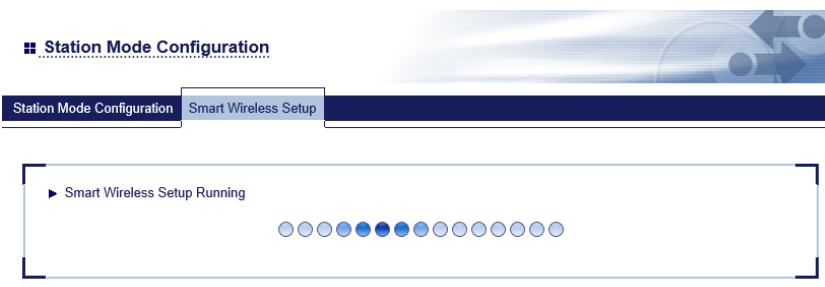 Station Mode Configuration
Station Mode Configuration Smart Wireless Setup
Smart Wireless Setup Running